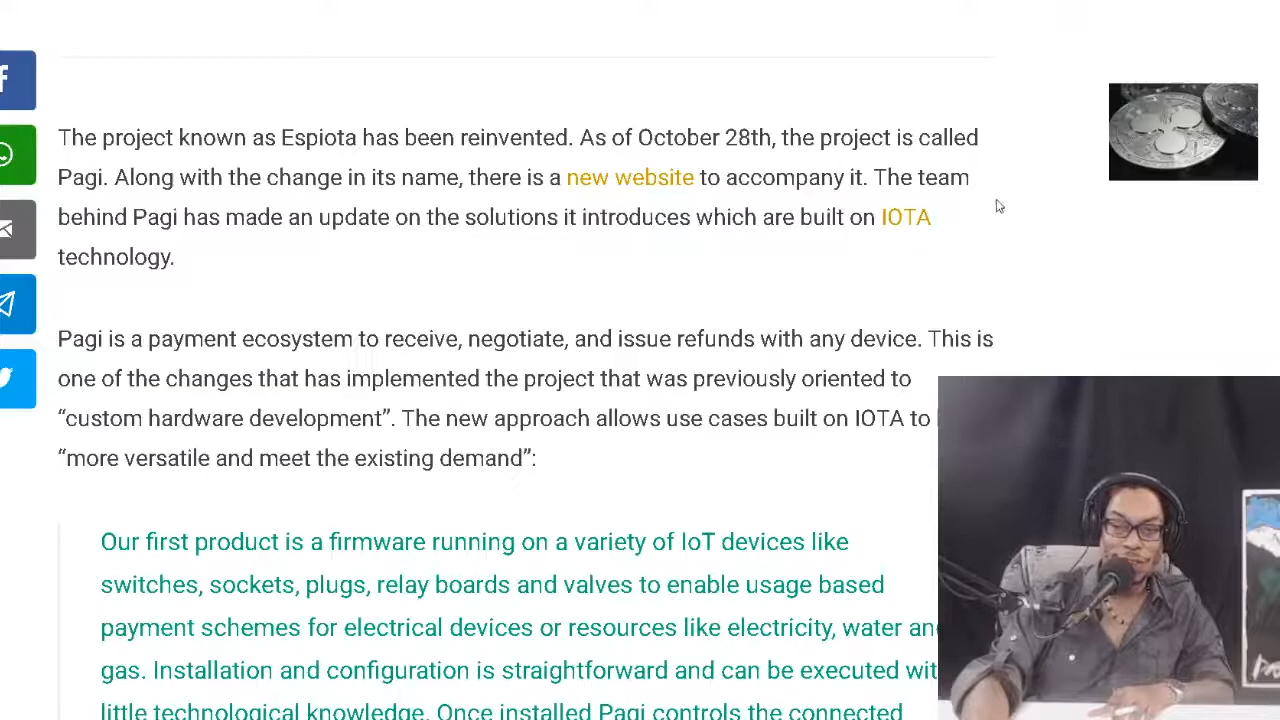 The project known as Espiota has been reinvented. As of October 28th, the project is called
Pagi. Along with the change in its name, there is a new website to accompany it. The team
behind Pagi has made an update on the solutions it introduces which are built on IOTA
technology.
Pagi is a payment ecosystem to receive, negotiate, and issue refunds with any device. This is
one of the changes that has implemented the project that was previously oriented to
“custom hardware development”. The new approach allows use cases built on IOTA to
“more versatile and meet the existing demand”:
Our first product is a firmware running on a variety of IoT devices like
switches, sockets, plugs, relay boards and valves to enable usage based
payment schemes for electrical devices or resources like electricity, water
gas. Installation and configuration is straightforward and can be executed
little technological knowledge. Once installed Pagi controls the connected